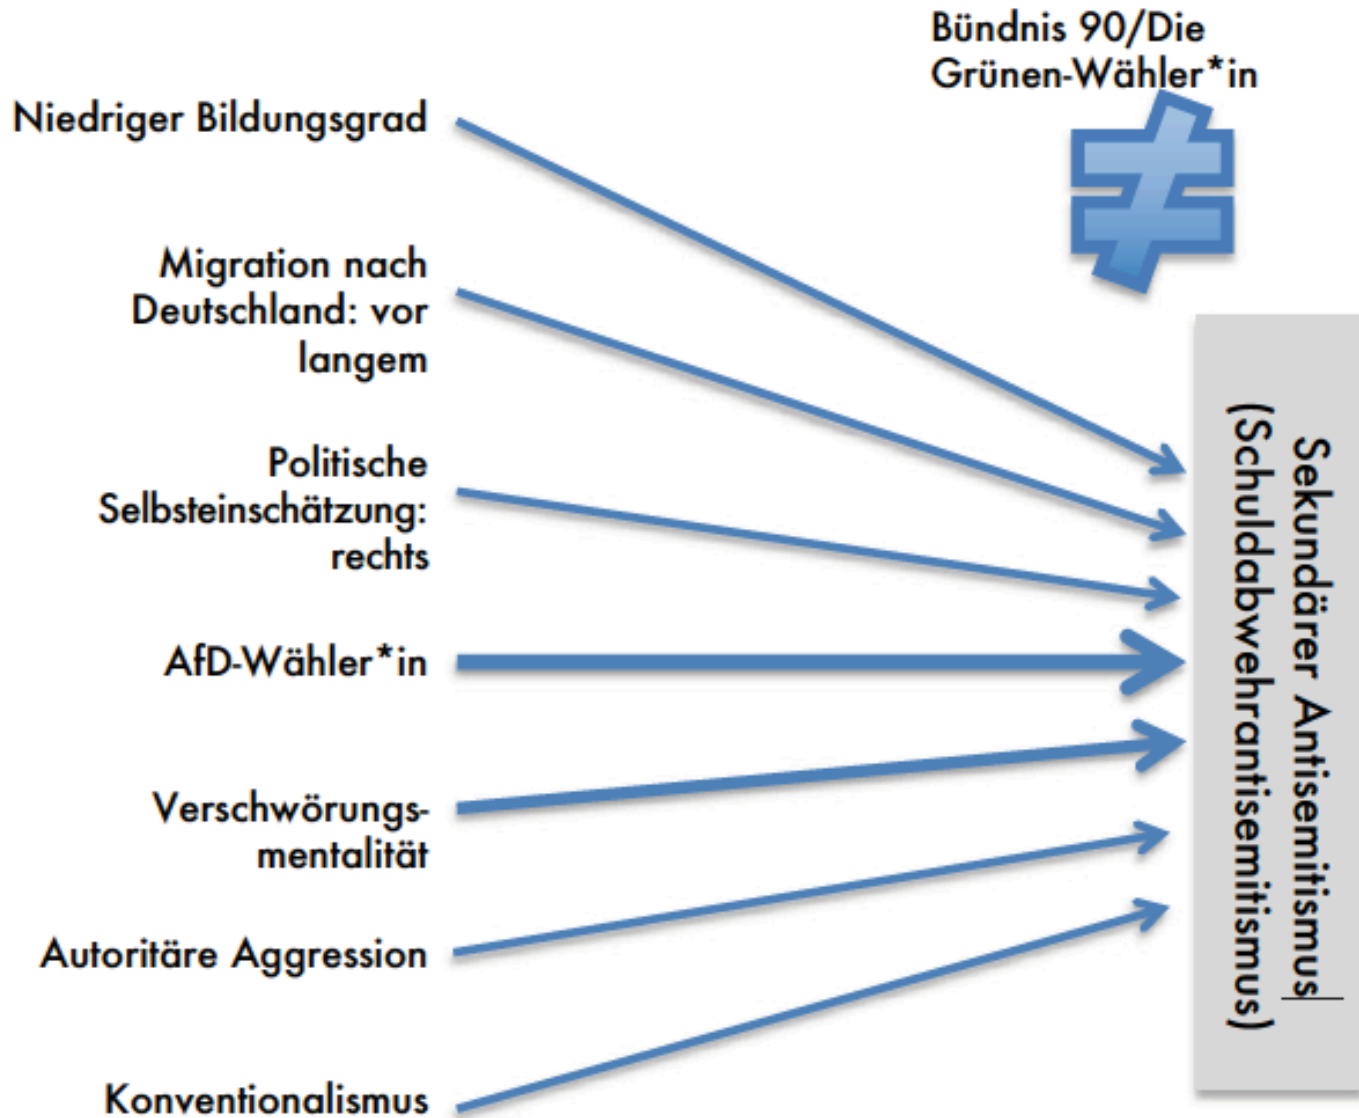 Bündnis 90/Die
Grünen-Wähler*in
Niedriger Bildungsgrad
Migration nach
Deutschland: vor
langem
Politische
Selbsteinschätzung:
rechts
AfD-Wähler*in
Verschwörungs-
mentalität
Autoritäre Aggression
Konventionalismus
Sekundärer Antisemitismus
(Schuldabwehrantisemitismus)